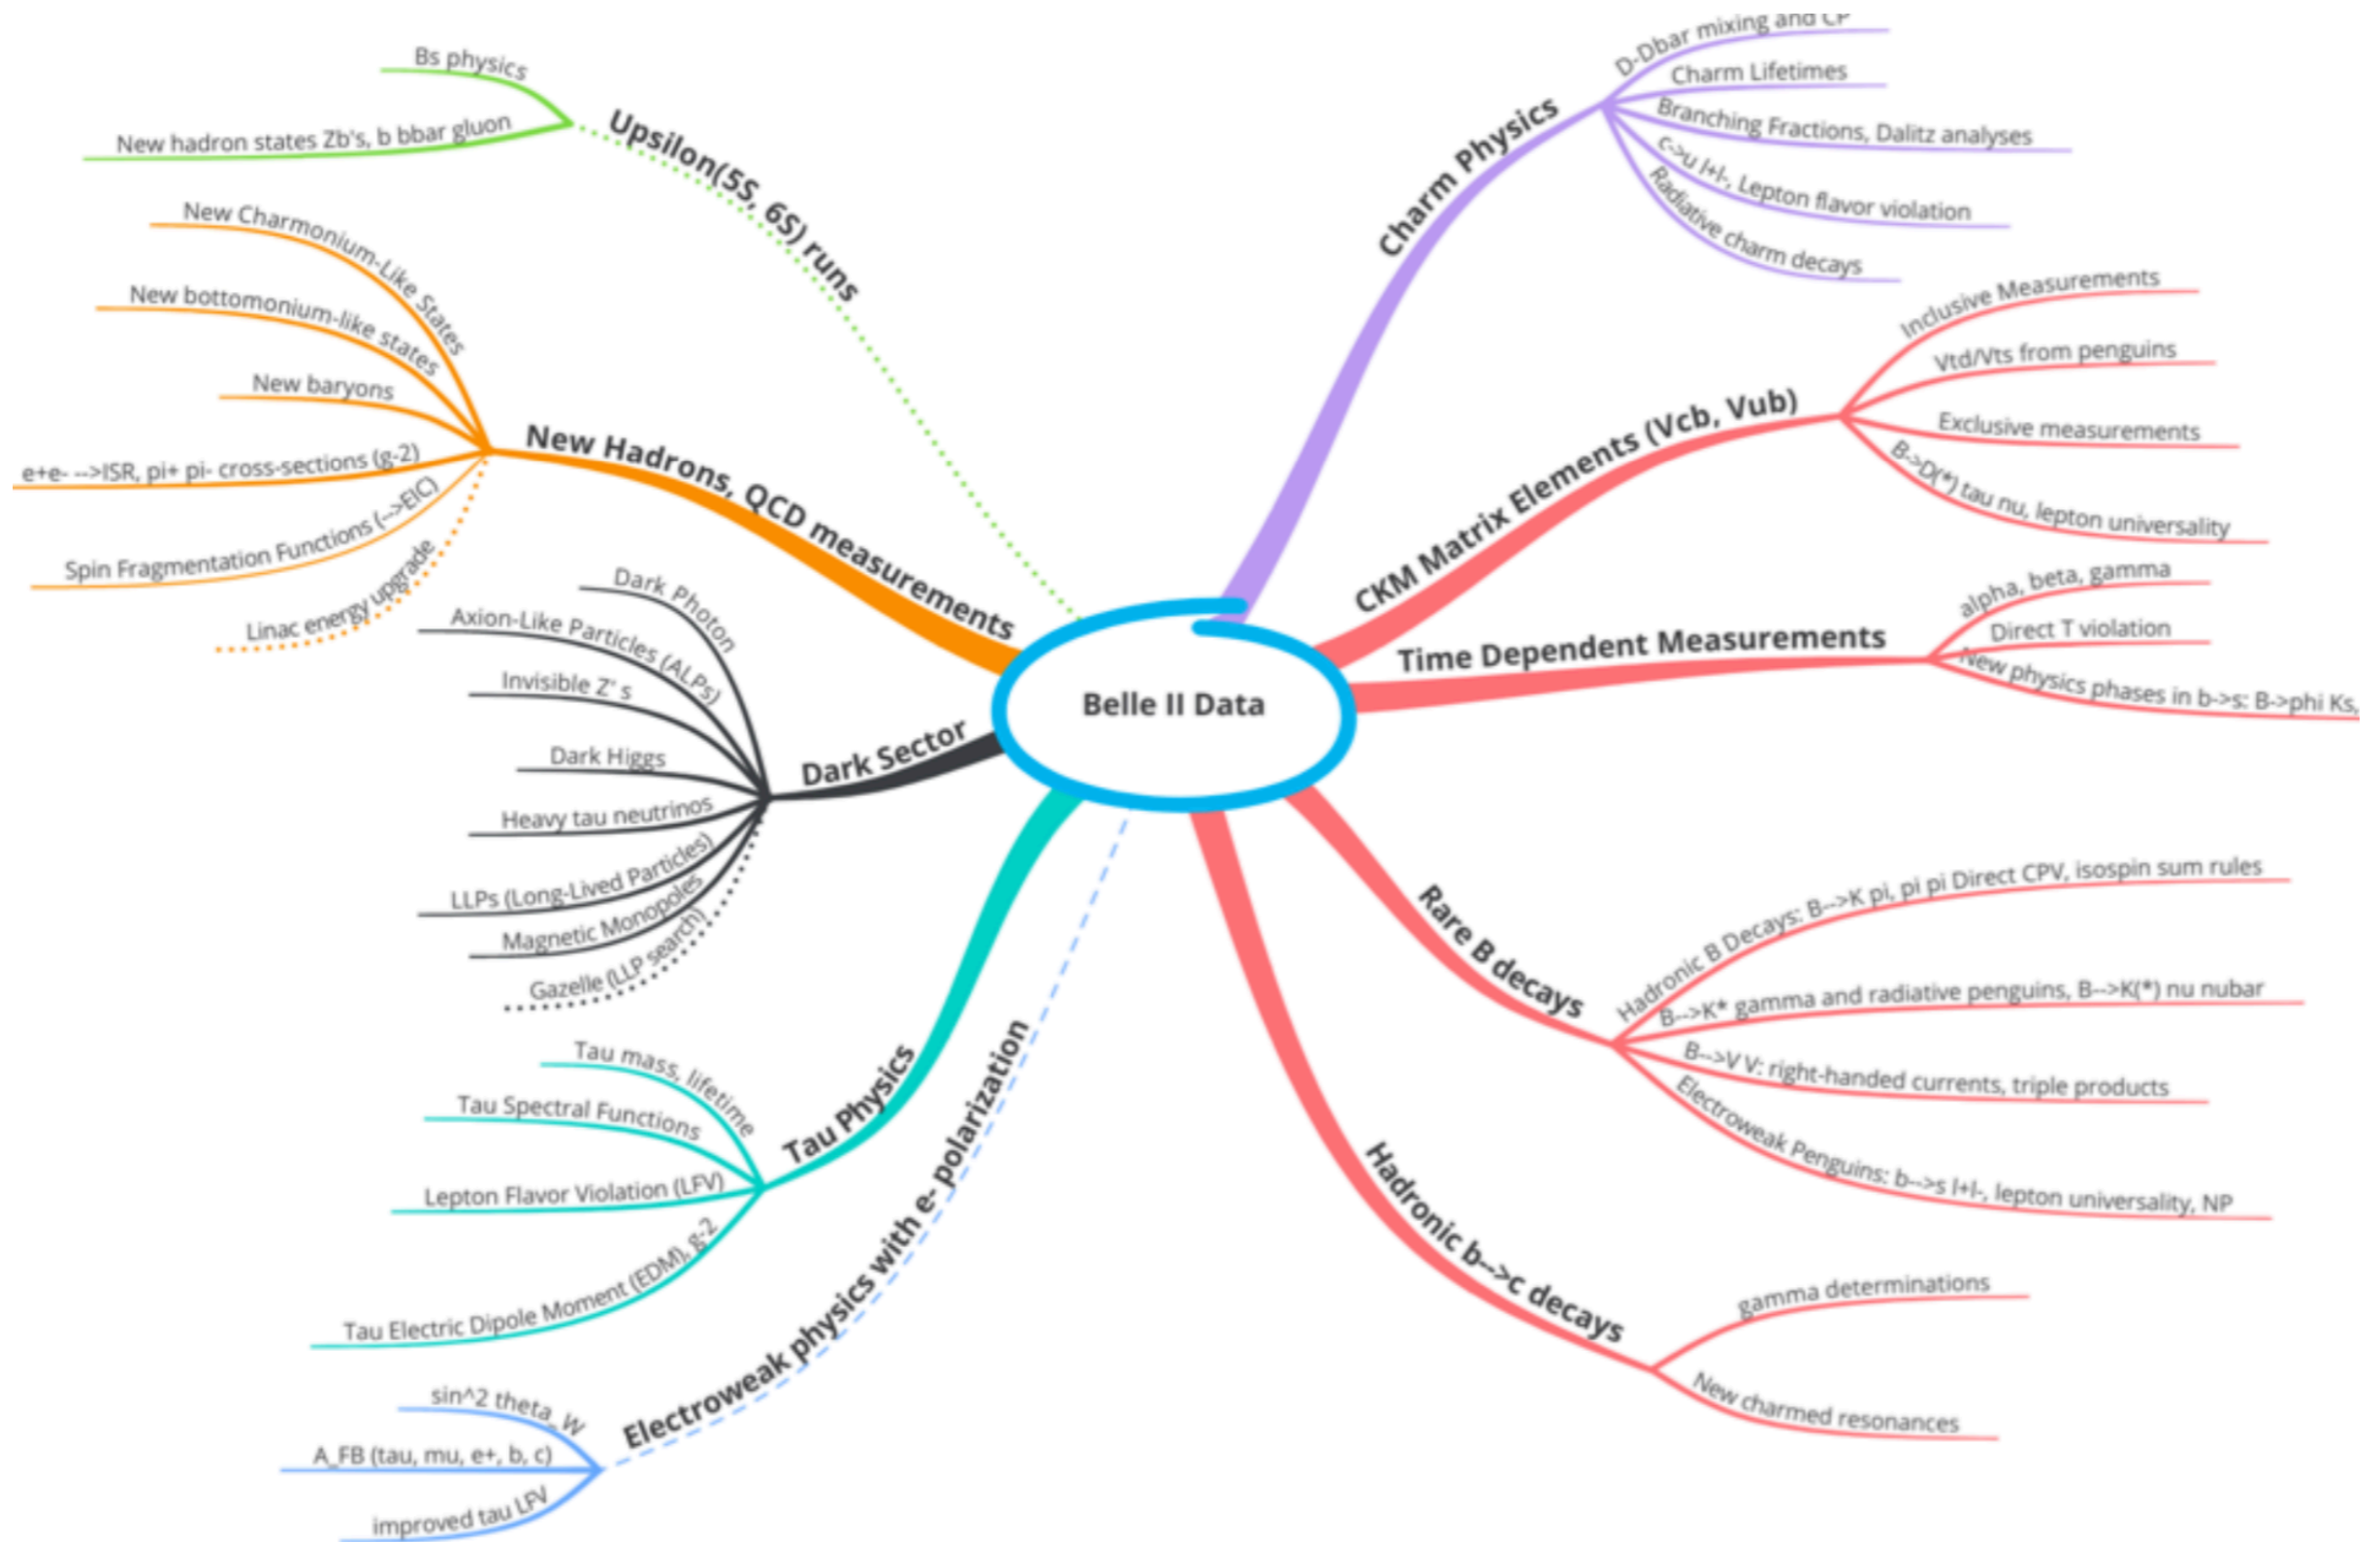 Belle II Data
Charm Physics
D-Dbar mixing and CP
Charm Lifetimes
Branching Fractions, Dalitz analyses
c->u l+l-, Lepton flavor violation
Radiative charm decays
CKM Matrix Elements (Vcb, Vub)
Inclusive Measurements
Vtd/Vts from penguins
Exclusive measurements
B->D(*) tau nu, lepton universality
Time Dependent Measurements
alpha, beta, gamma
Direct T violation
New physics phases in b->s: B->phi Ks,
Rare B decays
Hadronic B Decays: B-->K pi, pi pi Direct CPV, isospin sum rules
B-->K* gamma and radiative penguins, B-->K(*) nu nubar
B-->V V: right-handed currents, triple products
Electroweak Penguins: b-->s l+l-, lepton universality, NP
Hadronic b-->c decays
gamma determinations
New charmed resonances
Upsilon(5S, 6S) runs
Bs physics
New hadron states Zb's, b bbar gluon
New Hadrons, QCD measurements
New Charmonium-Like States
New bottomonium-like states
New baryons
e+e- -->ISR, pi+ pi- cross-sections (g-2)
Spin Fragmentation Functions (-->EIC)
Linac energy upgrade
Dark Sector
Dark Photon
Axion-Like Particles (ALPs)
Invisible Z' s
Dark Higgs
Heavy tau neutrinos
LLPs (Long-Lived Particles)
Magnetic Monopoles
Gazelle (LLP search)
Tau Physics
Tau mass, lifetime
Tau Spectral Functions
Lepton Flavor Violation (LFV)
Tau Electric Dipole Moment (EDM), g-2
Electroweak physics with e- polarization
sin^2 theta_W
A_FB (tau, mu, e+, b, c)
improved tau LFV